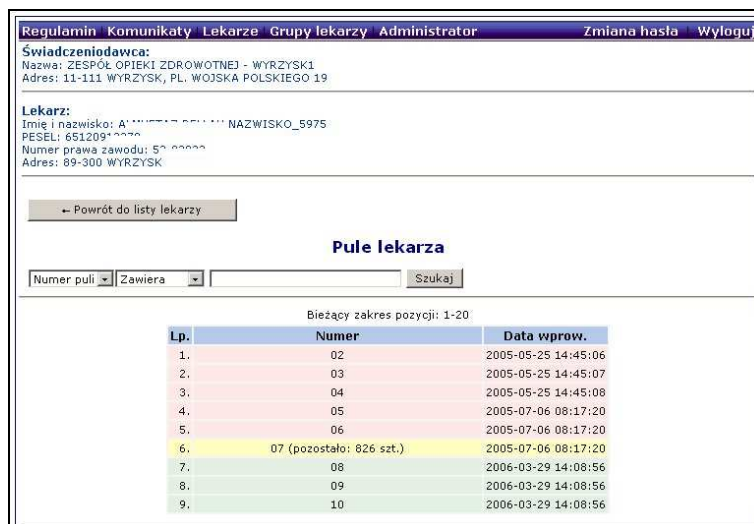 Regulamin Komunikaty Lekarze Grupy lekarzy Administrator Zmiana hasła Wyloguj
Świadczeniodawca:
Nazwa: ZESPÓŁ OPIEKI ZDROWOTNEJ - WYRZYSK1
Adres: 11-111 WYRZYSK, PL. WOJSKA POLSKIEGO 19
Lekarz:
Imię i nazwisko: NAZWISKO_5975
PESEL:
Numer prawa zawodu:
Adres: 89-300 WYRZYSK
← Powrót do listy lekarzy
Pule lekarza
Numer puli Zawiera Szukaj
Bieżący zakres pozycji: 1-20
Lp. Numer Data wprow.
1. 02 2005-05-25 14:45:06
2. 03 2005-05-25 14:45:07
3. 04 2005-05-25 14:45:08
4. 05 2005-07-06 08:17:20
5. 06 2005-07-06 08:17:20
6. 07 (pozostało: 826 szt.) 2005-07-06 08:17:20
7. 08 2006-03-29 14:08:56
8. 09 2006-03-29 14:08:56
9. 10 2006-03-29 14:08:56